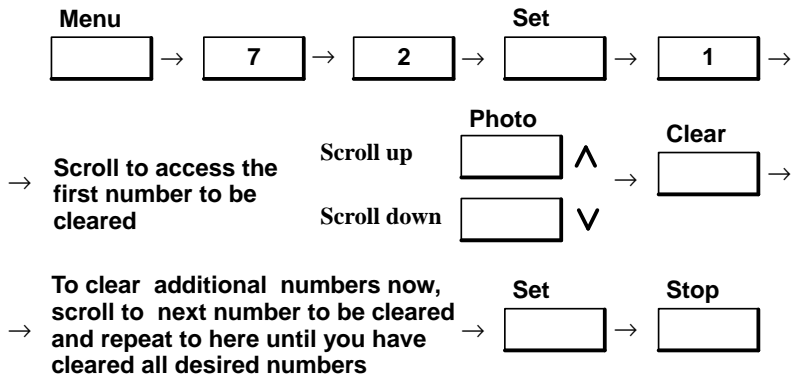 Menu Set
→ 7 → 2 → → 1 →
Photo Clear
→ Scroll to access the
first number to be
cleared
Scroll up ∧
→ →
Scroll down ∨
To clear additional numbers now,
scroll to next number to be cleared
→ and repeat to here until you have
cleared all desired numbers
→ Set → Stop